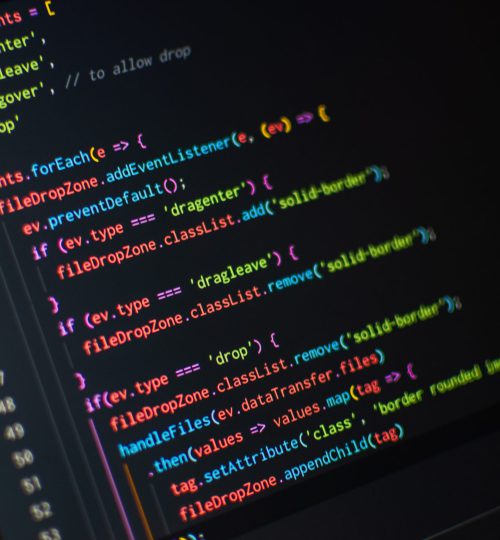 nts = [
nter',
leave',
gover', // to allow drop
op'
nts.forEach(e => {
fileDropZone.addEventListener(e, (ev) => {
ev.preventDefault();
if (ev.type === 'dragenter') {
fileDropZone.classList.add('solid-border');
}
if (ev.type === 'dragleave') {
fileDropZone.classList.remove('solid-border');
}
if(ev.type === 'drop') {
fileDropZone.classList.remove('solid-border');
48 handleFiles(ev.dataTransfer.files)
49 .then(values => values.map(tag => {
50 tag.setAttribute('class', 'border rounded
51 fileDropZone.appendChild(tag)
52 );
53